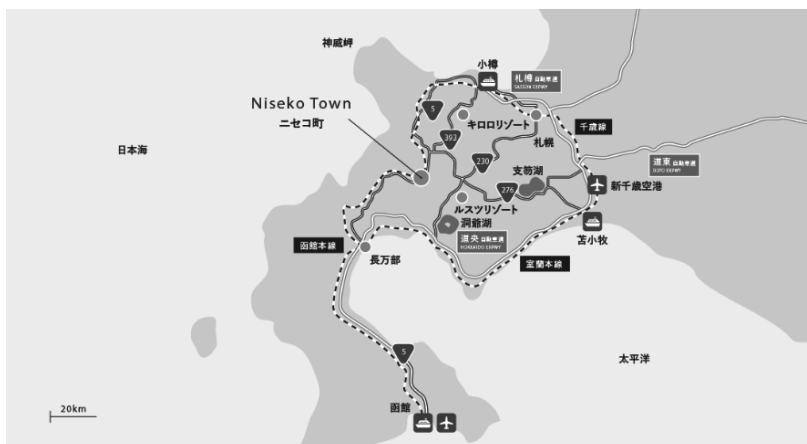 神威岬
小樽
札樽自動車道
SASSON EXPWY
5
Niseko Town
ニセコ町
キロロリゾート
札幌
千歳線
393
日本海
230
支笏湖
道東自動車道
DOTO EXPWY
276
新千歳空港
ルスツリゾート
洞爺湖
苫小牧
函館本線
道央自動車道
HOKKAIDO EXPWY
長万部
室蘭本線
5
太平洋
20km
函館